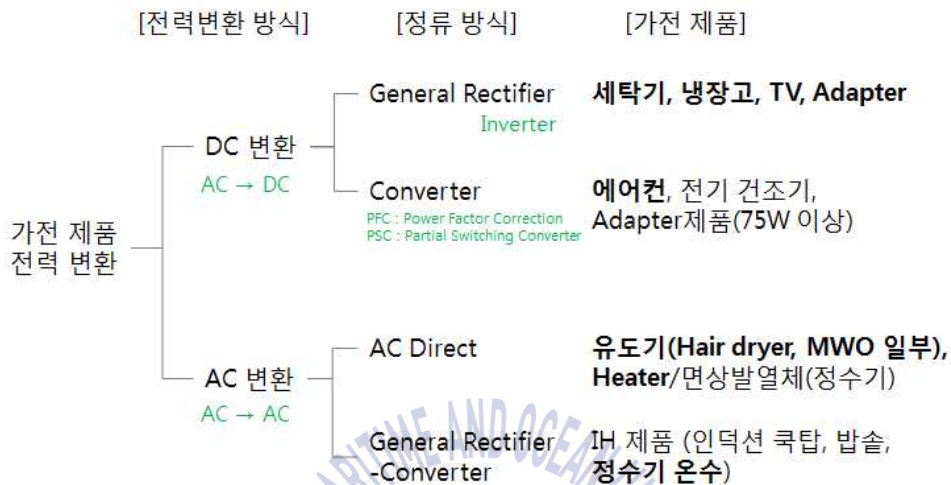 [전력변환 방식] [정류 방식] [가전 제품]
General Rectifier 세탁기, 냉장고, TV, Adapter
Inverter
DC 변환
AC → DC
Converter 에어컨, 전기 건조기,
PFC : Power Factor Correction Adapter제품(75W 이상)
PSC : Partial Switching Converter
가전 제품
전력 변환
AC Direct 유도기(Hair dryer, MWO 일부),
Heater/면상발열체(정수기)
AC 변환
AC → AC
General Rectifier IH 제품 (인덕션 쿡탑, 밥솥,
-Converter 정수기 온수)